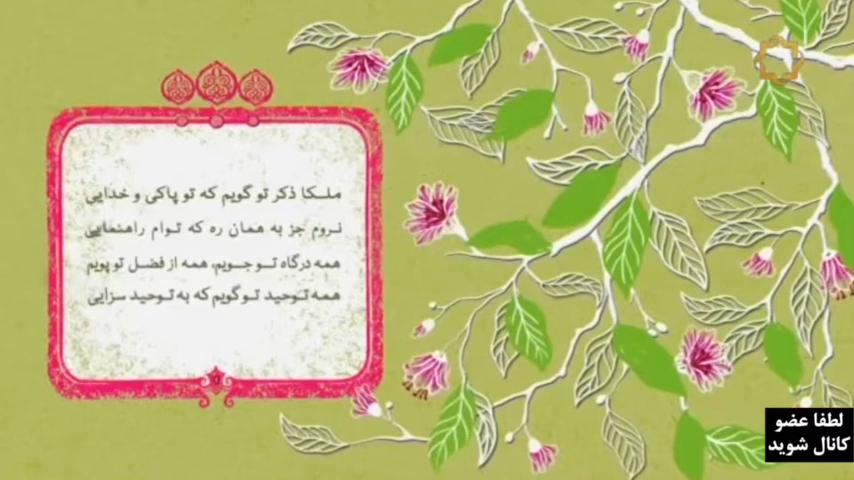 ملکا ذکر تو گویم که تو پاکی و خدایی
نروم جز به همان ره که توام راهنمایی
همه درگاه تو جویم، همه از فضل تو پویم
همه توحید تو گویم که به توحید سزایی
لطفا عضو
کانال شوید